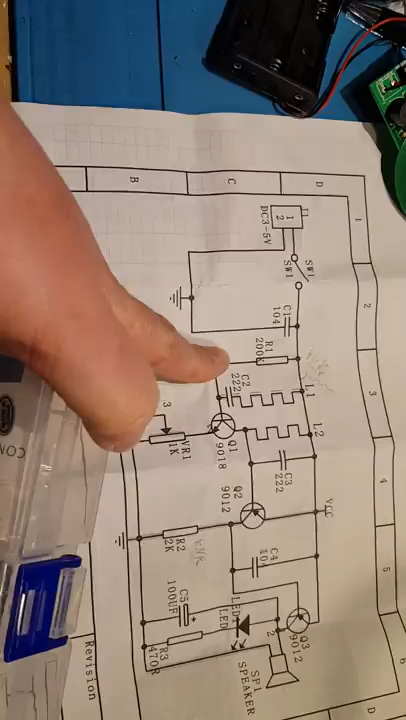 B
C
D
1
J1
1
2
DC3-5V
SW1
SW1
2
C1
104
R1
200K
3
C2
222
L1
L2
3
VR1
1K
Q1
9018
C3
222
4
Q2
9012
VCC
R2
2K
C4
104
5
C5
100UF
R3
470R
LED1
LED
Q3
9012
2
SP1
SPEAKER
6
Revision
D